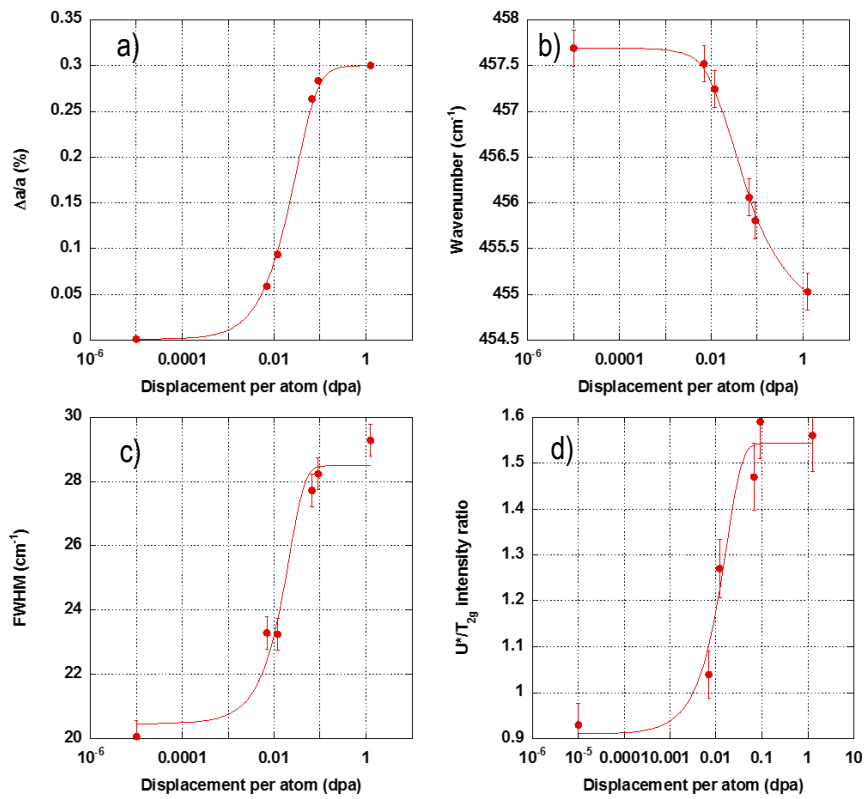 a)
0.35
0.3
0.25
0.2
0.15
0.1
0.05
0
Δa/a (%)
10-6 0.0001 0.01 1
Displacement per atom (dpa)
b)
458
457.5
457
456.5
456
455.5
455
454.5
Wavenumber (cm-1)
10-6 0.0001 0.01 1
Displacement per atom (dpa)
c)
30
28
26
24
22
20
FWHM (cm-1)
10-6 0.0001 0.01 1
Displacement per atom (dpa)
d)
1.6
1.5
1.4
1.3
1.2
1.1
1
0.9
U*/T2g intensity ratio
10-6 10-5 0.0001 0.001 0.01 0.1 1 10
Displacement per atom (dpa)